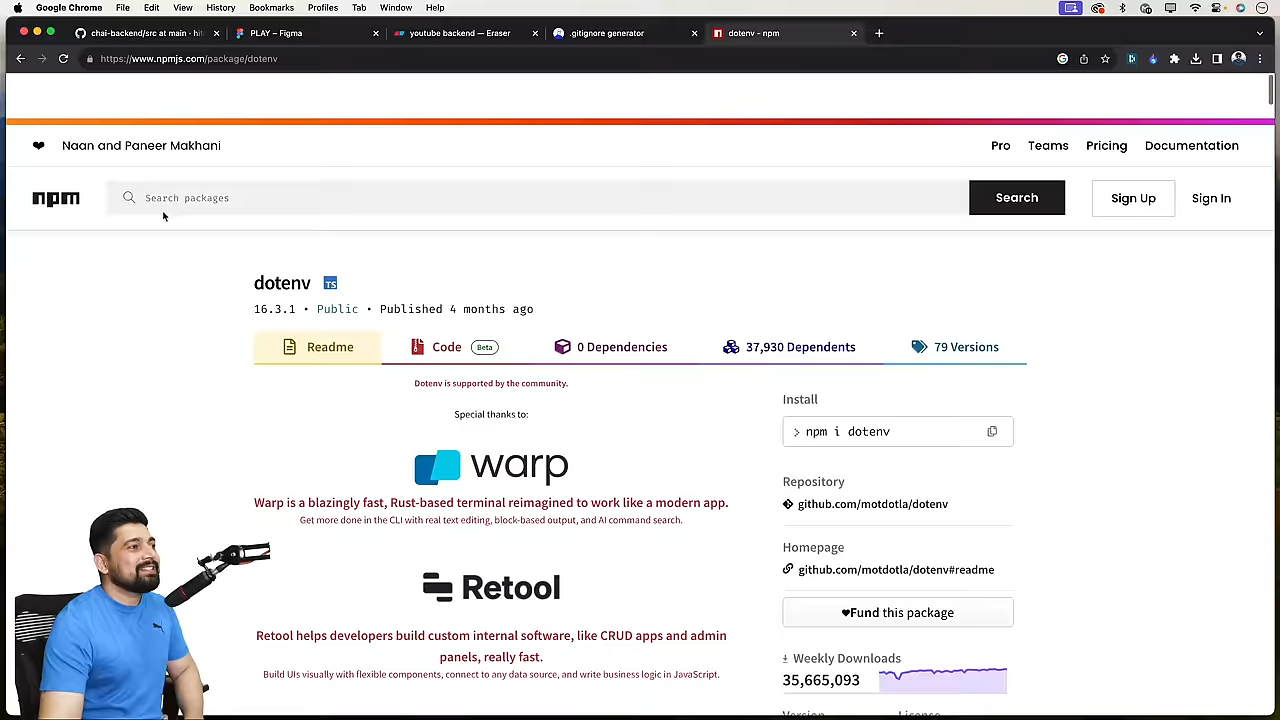 Google Chrome File Edit View History Bookmarks Profiles Tab Window Help
chai-backend/src at main · hit
PLAY – Figma
youtube backend — Eraser
.gitignore generator
dotenv - npm
https://www.npmjs.com/package/dotenv
❤ Naan and Paneer Makhani
Pro Teams Pricing Documentation
npm
Search packages
Search
Sign Up
Sign In
dotenv TS
16.3.1 • Public • Published 4 months ago
Readme
Code Beta
0 Dependencies
37,930 Dependents
79 Versions
Dotenv is supported by the community.
Special thanks to:
warp
Warp is a blazingly fast, Rust-based terminal reimagined to work like a modern app.
Get more done in the CLI with real text editing, block-based output, and AI command search.
Retool
Retool helps developers build custom internal software, like CRUD apps and admin
panels, really fast.
Build UIs visually with flexible components, connect to any data source, and write business logic in JavaScript.
Install
> npm i dotenv
Repository
github.com/motdotla/dotenv
Homepage
github.com/motdotla/dotenv#readme
❤Fund this package
Weekly Downloads
35,665,093
Version
License